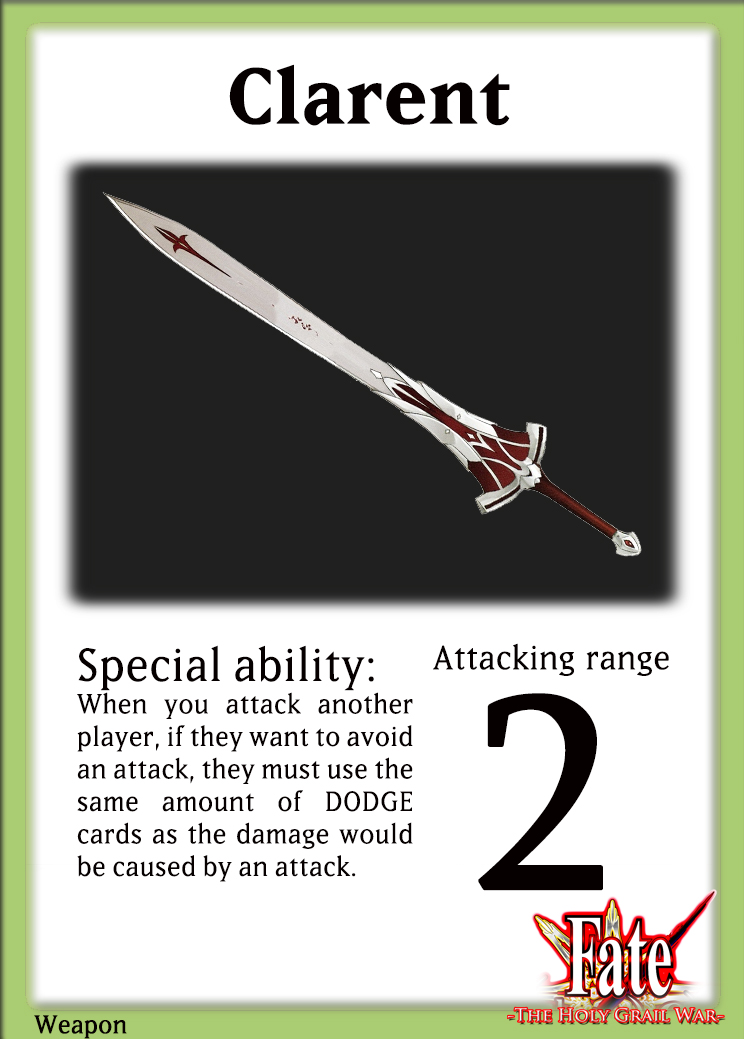 Clarent
Special ability:
When you attack another
player, if they want to avoid
an attack, they must use the
same amount of DODGE
cards as the damage would
be caused by an attack.
Attacking range
2
Fate
-THE HOLY GRAIL WAR-
Weapon